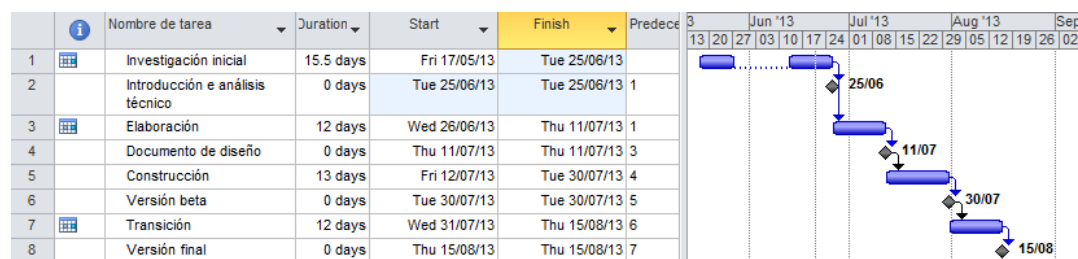 Nombre de tarea Duration Start Finish Predece 3 Jun '13 Jul '13 Aug '13 Sep
13 20 27 03 10 17 24 01 08 15 22 29 05 12 19 26 02
1 Investigación inicial 15.5 days Fri 17/05/13 Tue 25/06/13
2 Introducción e análisis técnico 0 days Tue 25/06/13 Tue 25/06/13 1 25/06
3 Elaboración 12 days Wed 26/06/13 Thu 11/07/13 1
4 Documento de diseño 0 days Thu 11/07/13 Thu 11/07/13 3 11/07
5 Construcción 13 days Fri 12/07/13 Tue 30/07/13 4
6 Versión beta 0 days Tue 30/07/13 Tue 30/07/13 5 30/07
7 Transición 12 days Wed 31/07/13 Thu 15/08/13 6
8 Versión final 0 days Thu 15/08/13 Thu 15/08/13 7 15/08